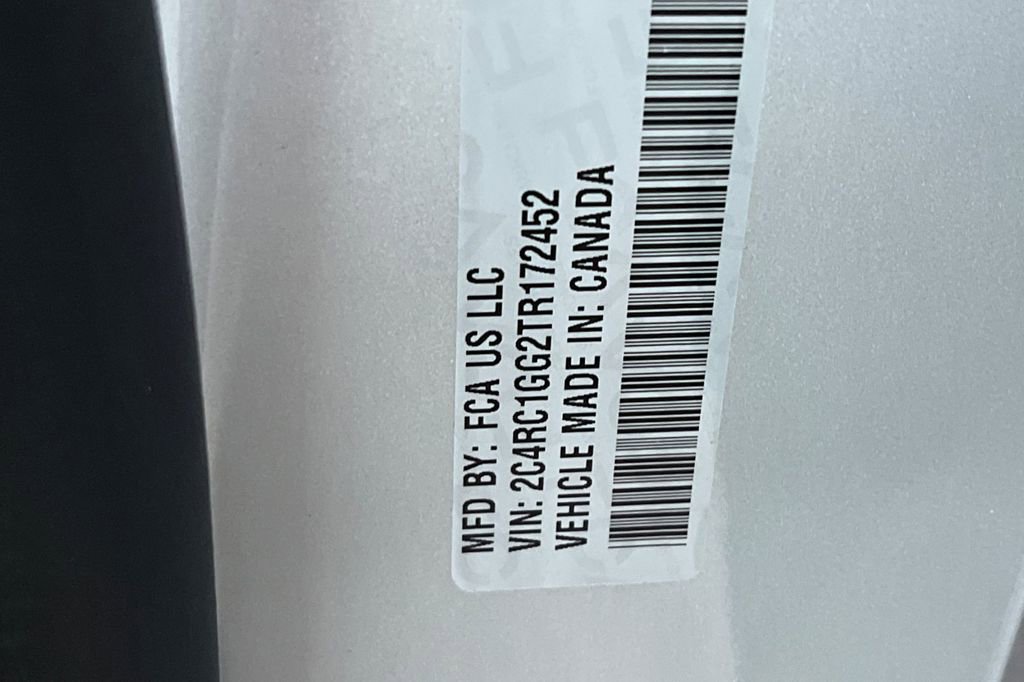 MFD BY: FCA US LLC
VIN: 2C4RC1GG2TR172452
VEHICLE MADE IN: CANADA